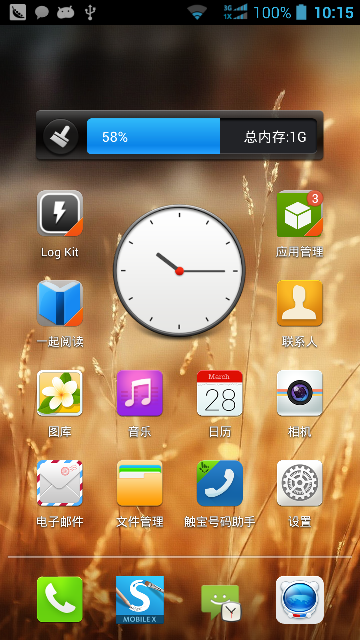 3G
1X
100%
10:15
58%
总内存:1G
Log Kit
3
应用管理
一起阅读
联系人
March
28
图库
音乐
日历
相机
电子邮件
文件管理
触宝号码助手
设置
S
MOBILE X